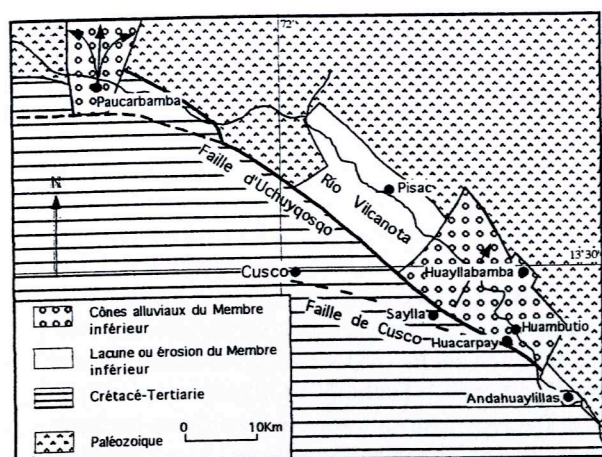 72'
Paucarbamba
N
Faille d'Uchuyqosqo
Río Vilcanota
Pisac
13'30'
Cusco
Huayllabamba
Saylla
Faille de Cusco
Huambutio
Huacarpay
Andahuaylillas
Cônes alluviaux du Membre
inférieur
Lacune ou érosion du Membre
inférieur
Crétacé-Tertiarie
Paléozoique
0 10Km